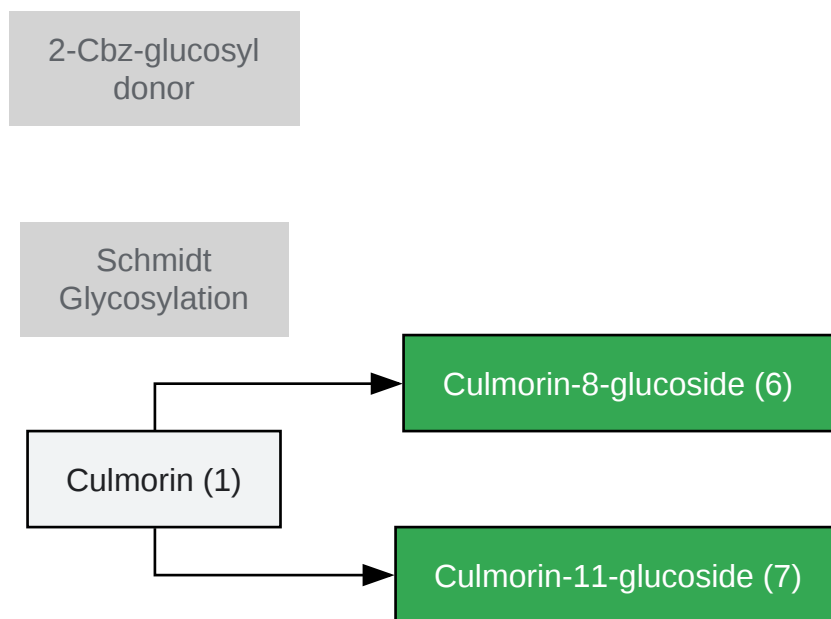 2-Cbz-glucosyl
donor
Schmidt
Glycosylation
Culmorin-8-glucoside (6)
Culmorin (1)
Culmorin-11-glucoside (7)